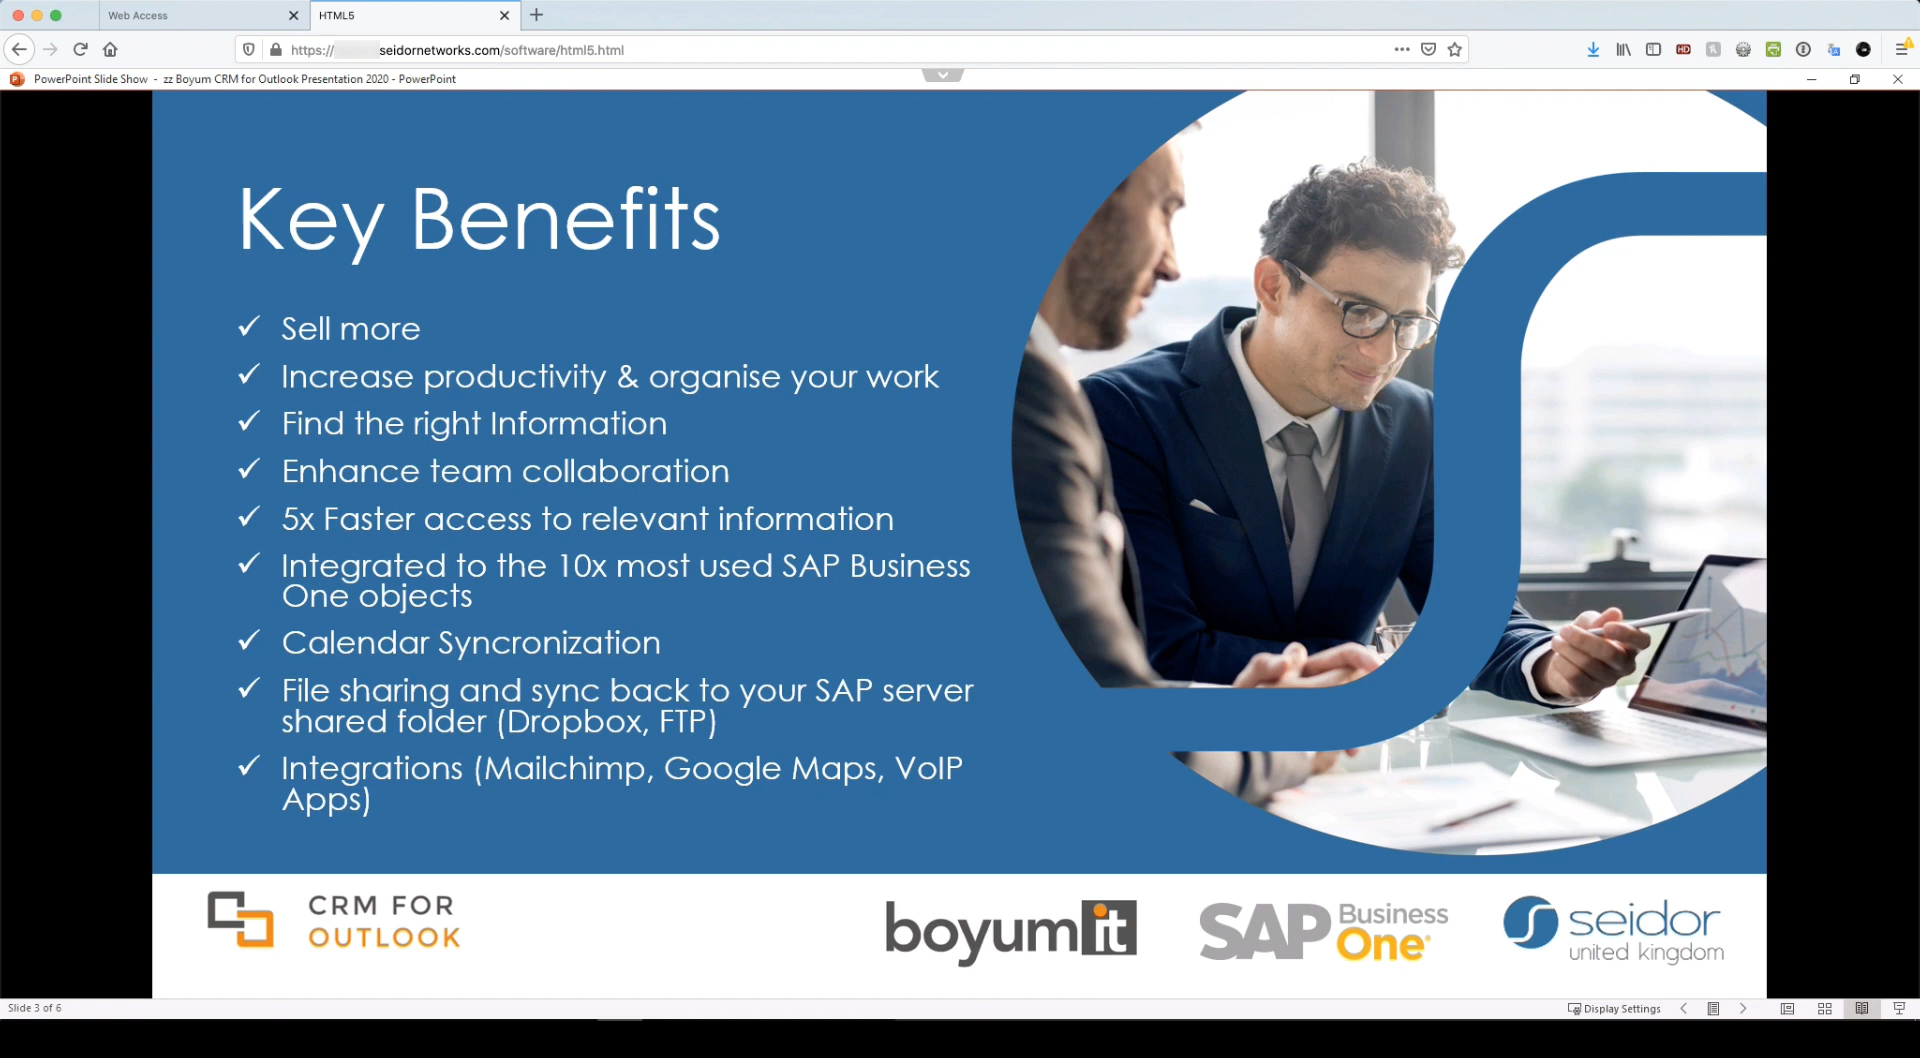 Web Access
HTML5
https:// seidornetworks.com/software/html5.html
HD
PowerPoint Slide Show - zz Boyum CRM for Outlook Presentation 2020 - PowerPoint
Key Benefits
✓ Sell more
✓ Increase productivity & organise your work
✓ Find the right Information
✓ Enhance team collaboration
✓ 5x Faster access to relevant information
✓ Integrated to the 10x most used SAP Business
One objects
✓ Calendar Syncronization
✓ File sharing and sync back to your SAP server
shared folder (Dropbox, FTP)
✓ Integrations (Mailchimp, Google Maps, VoIP
Apps)
CRM FOR
OUTLOOK
boyum it
SAP Business
One
seidor
united kingdom
Slide 3 of 6
Display Settings